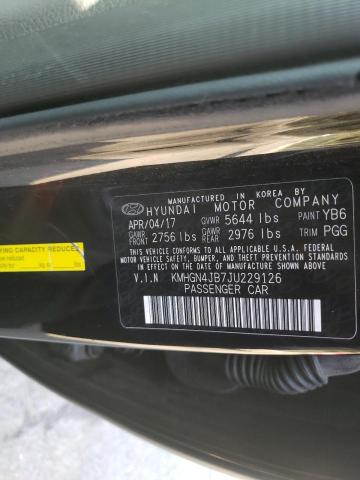 MANUFACTURED IN KOREA BY
HYUNDAI MOTOR COMPANY
APR/04/17 GVWR 5644 lbs PAINT YB6
GAWR FRONT 2756 lbs GAWR REAR 2976 lbs TRIM PGG
THIS VEHICLE CONFORMS TO ALL APPLICABLE U.S.A. FEDERAL
MOTOR VEHICLE SAFETY, BUMPER, AND THEFT PREVENTION
STANDARDS IN EFFECT ON THE DATE OF MANUFACTURE SHOWN ABOVE.
V.I.N KMHGN4JB7JU229126
PASSENGER CAR
CAPACITY REDUCED